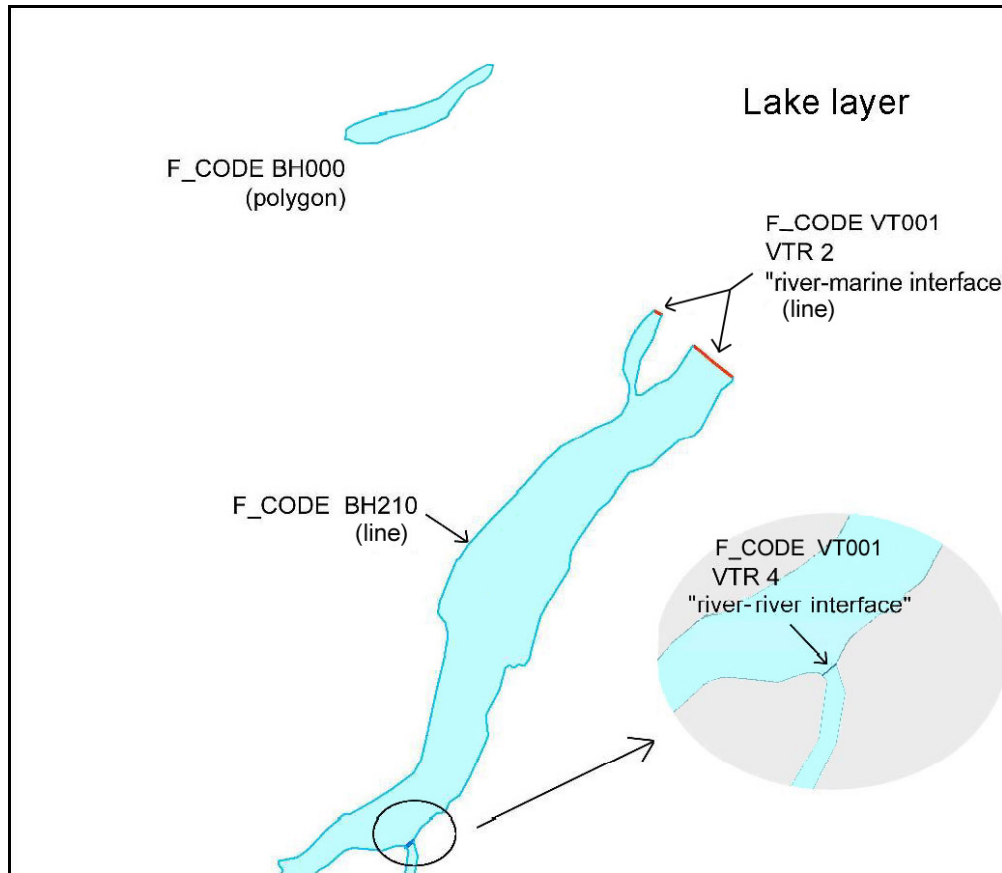 Lake layer
F_CODE BH000
(polygon)
F_CODE VT001
VTR 2
"river-marine interface"
(line)
F_CODE BH210
(line)
F_CODE VT001
VTR 4
"river-river interface"